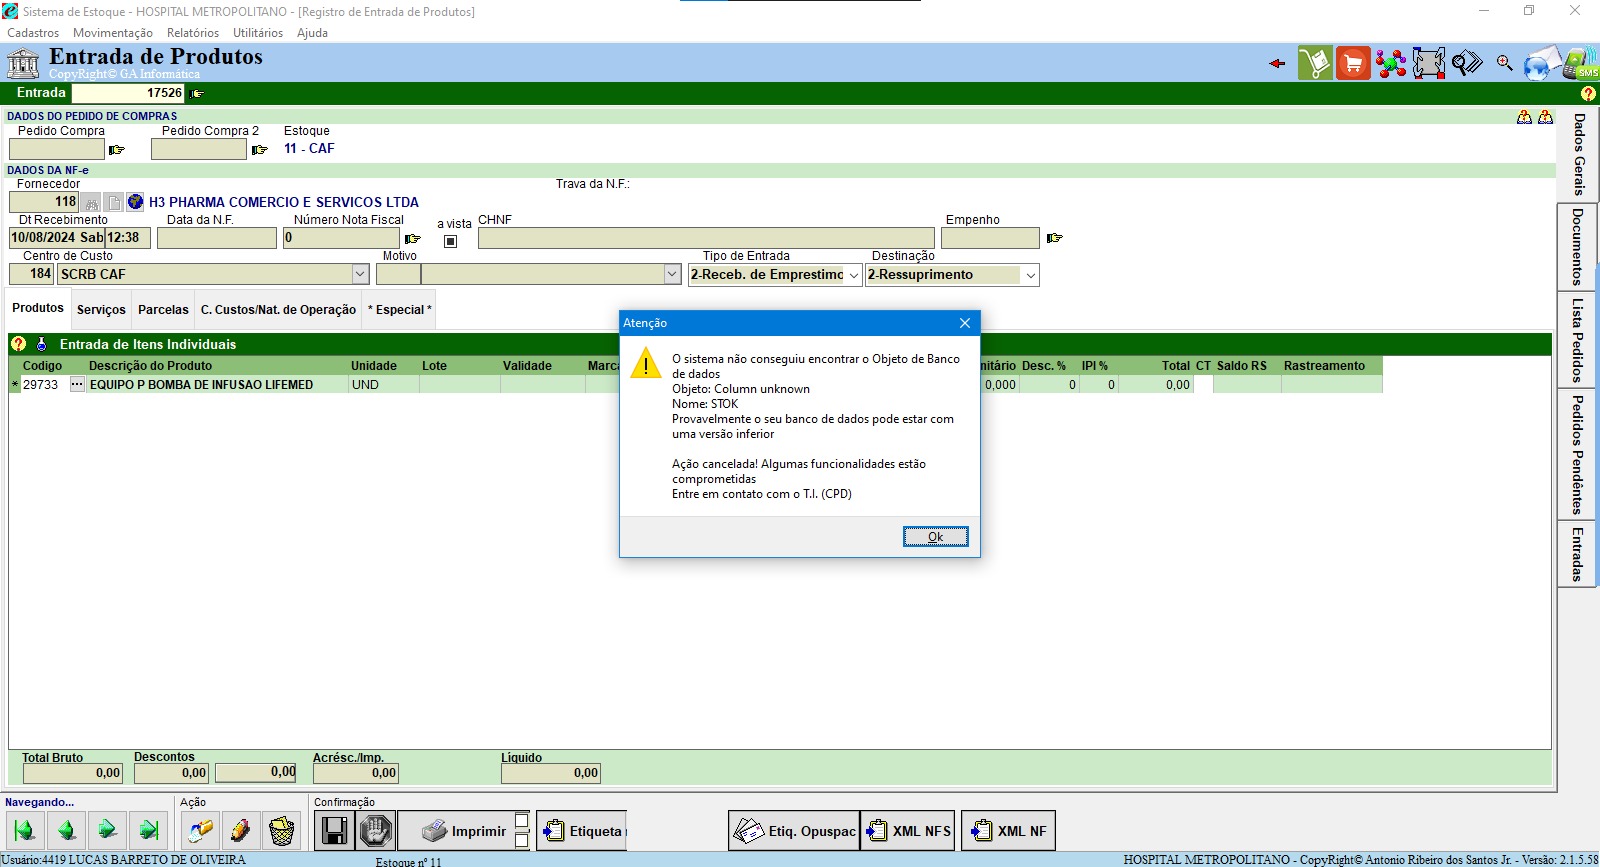 Sistema de Estoque - HOSPITAL METROPOLITANO - [Registro de Entrada de Produtos]
Cadastros Movimentação Relatórios Utilitários Ajuda
Entrada de Produtos
CopyRight© GA Informática
SMS
Entrada 17526
DADOS DO PEDIDO DE COMPRAS
Pedido Compra Pedido Compra 2 Estoque
11 - CAF
DADOS DA NF-e
Fornecedor Trava da N.F.:
118 H3 PHARMA COMERCIO E SERVICOS LTDA
Dt Recebimento Data da N.F. Número Nota Fiscal a vista CHNF Empenho
10/08/2024 Sab 12:38 0
Centro de Custo Motivo Tipo de Entrada Destinação
184 SCRB CAF 2-Receb. de Emprestimo 2-Ressuprimento
Produtos Serviços Parcelas C. Custos/Nat. de Operação * Especial *
Entrada de Itens Individuais
Codigo Descrição do Produto Unidade Lote Validade Marca nitário Desc. % IPI % Total CT Saldo RS Rastreamento
* 29733 ... EQUIPO P BOMBA DE INFUSAO LIFEMED UND 0,000 0 0 0,00
Atenção
O sistema não conseguiu encontrar o Objeto de Banco
de dados
Objeto: Column unknown
Nome: STOK
Provavelmente o seu banco de dados pode estar com
uma versão inferior
Ação cancelada! Algumas funcionalidades estão
comprometidas
Entre em contato com o T.I. (CPD)
Ok
Dados Gerais
Documentos
Lista Pedidos
Pedidos Pendêntes
Entradas
Total Bruto Descontos Acrésc./Imp. Líquido
0,00 0,00 0,00 0,00 0,00
Navegando... Ação Confirmação
Imprimir Etiqueta Etiq. Opuspac XML NFS XML NF
Usuário:4419 LUCAS BARRETO DE OLIVEIRA Estoque nº 11 HOSPITAL METROPOLITANO - CopyRight© Antonio Ribeiro dos Santos Jr. - Versão: 2.1.5.58